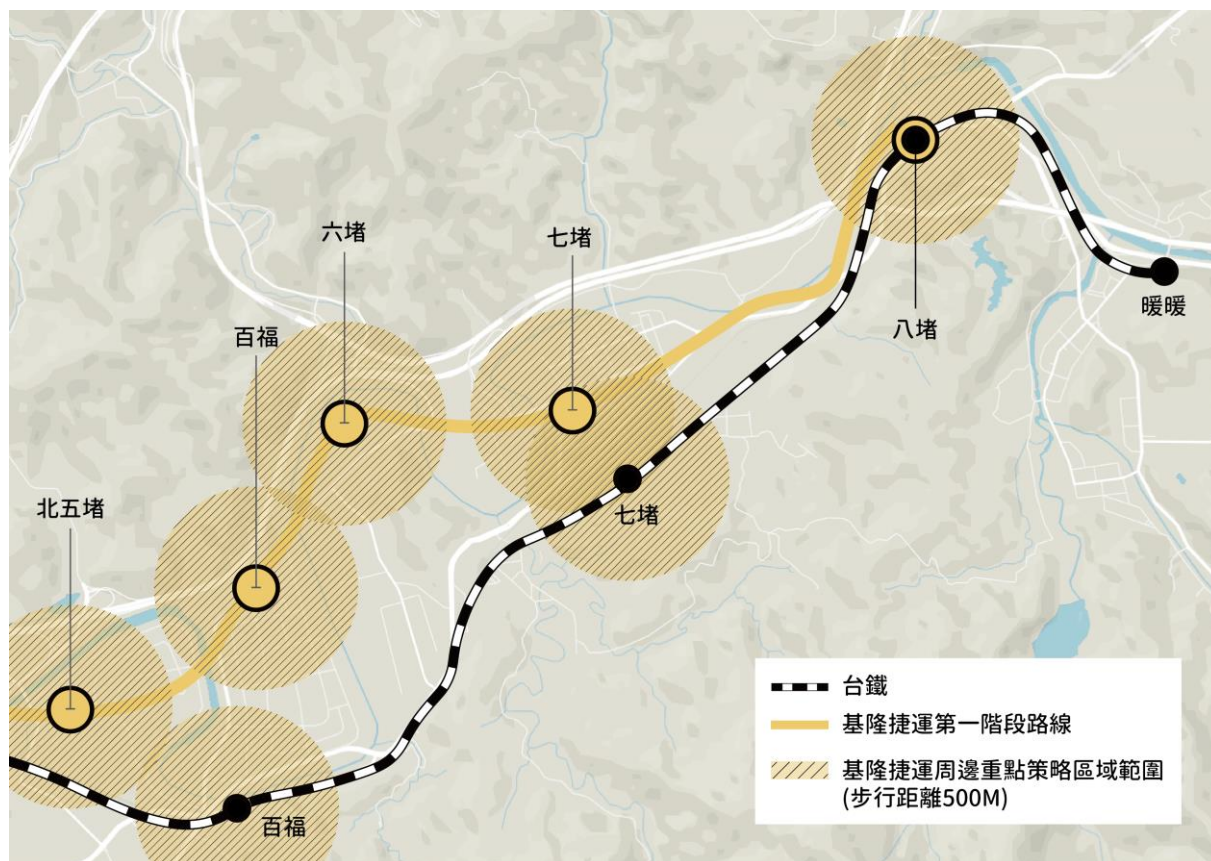 六堵
七堵
百福
八堵
暖暖
北五堵
七堵
百福
台鐵
基隆捷運第一階段路線
基隆捷運周邊重點策略區域範圍
(步行距離500M)